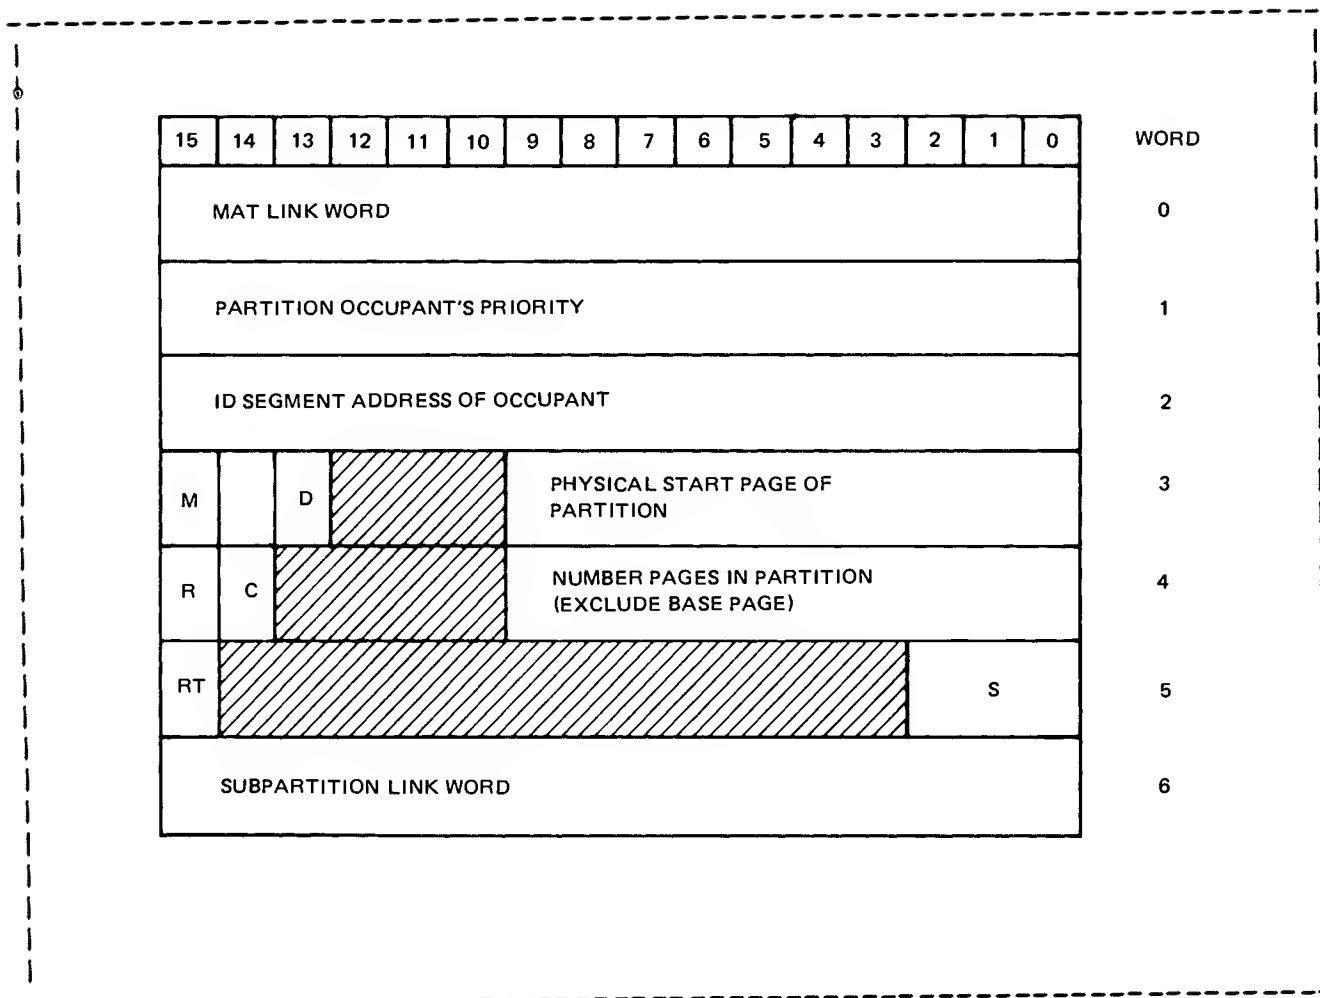 15 14 13 12 11 10 9 8 7 6 5 4 3 2 1 0 WORD
MAT LINK WORD 0
PARTITION OCCUPANT'S PRIORITY 1
ID SEGMENT ADDRESS OF OCCUPANT 2
M D PHYSICAL START PAGE OF 3
PARTITION
R C NUMBER PAGES IN PARTITION 4
(EXCLUDE BASE PAGE)
RT S 5
SUBPARTITION LINK WORD 6